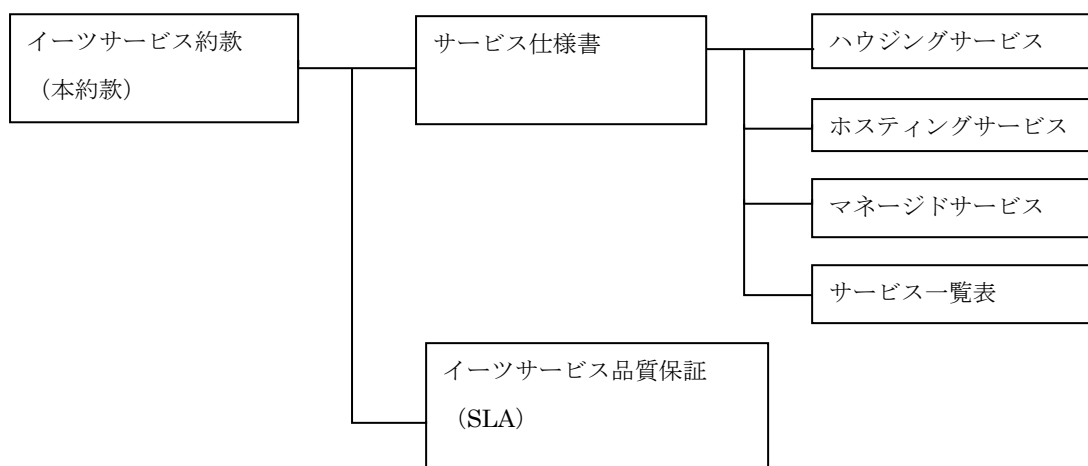 イーツサービス約款
（本約款）
サービス仕様書
ハウジングサービス
ホスティングサービス
マネージドサービス
サービス一覧表
イーツサービス品質保証
（SLA）